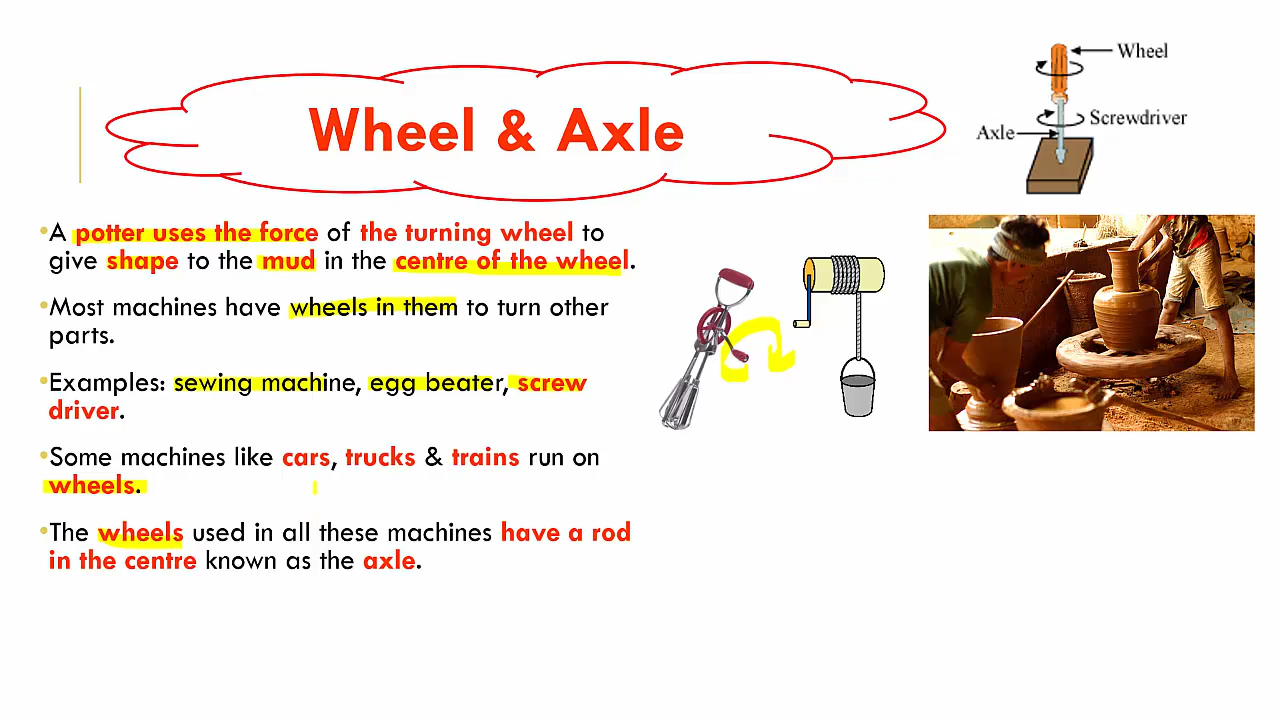 Wheel & Axle
Wheel
Screwdriver
Axle
•A potter uses the force of the turning wheel to
give shape to the mud in the centre of the wheel.
•Most machines have wheels in them to turn other
parts.
•Examples: sewing machine, egg beater, screw
driver.
•Some machines like cars, trucks & trains run on
wheels.
•The wheels used in all these machines have a rod
in the centre known as the axle.